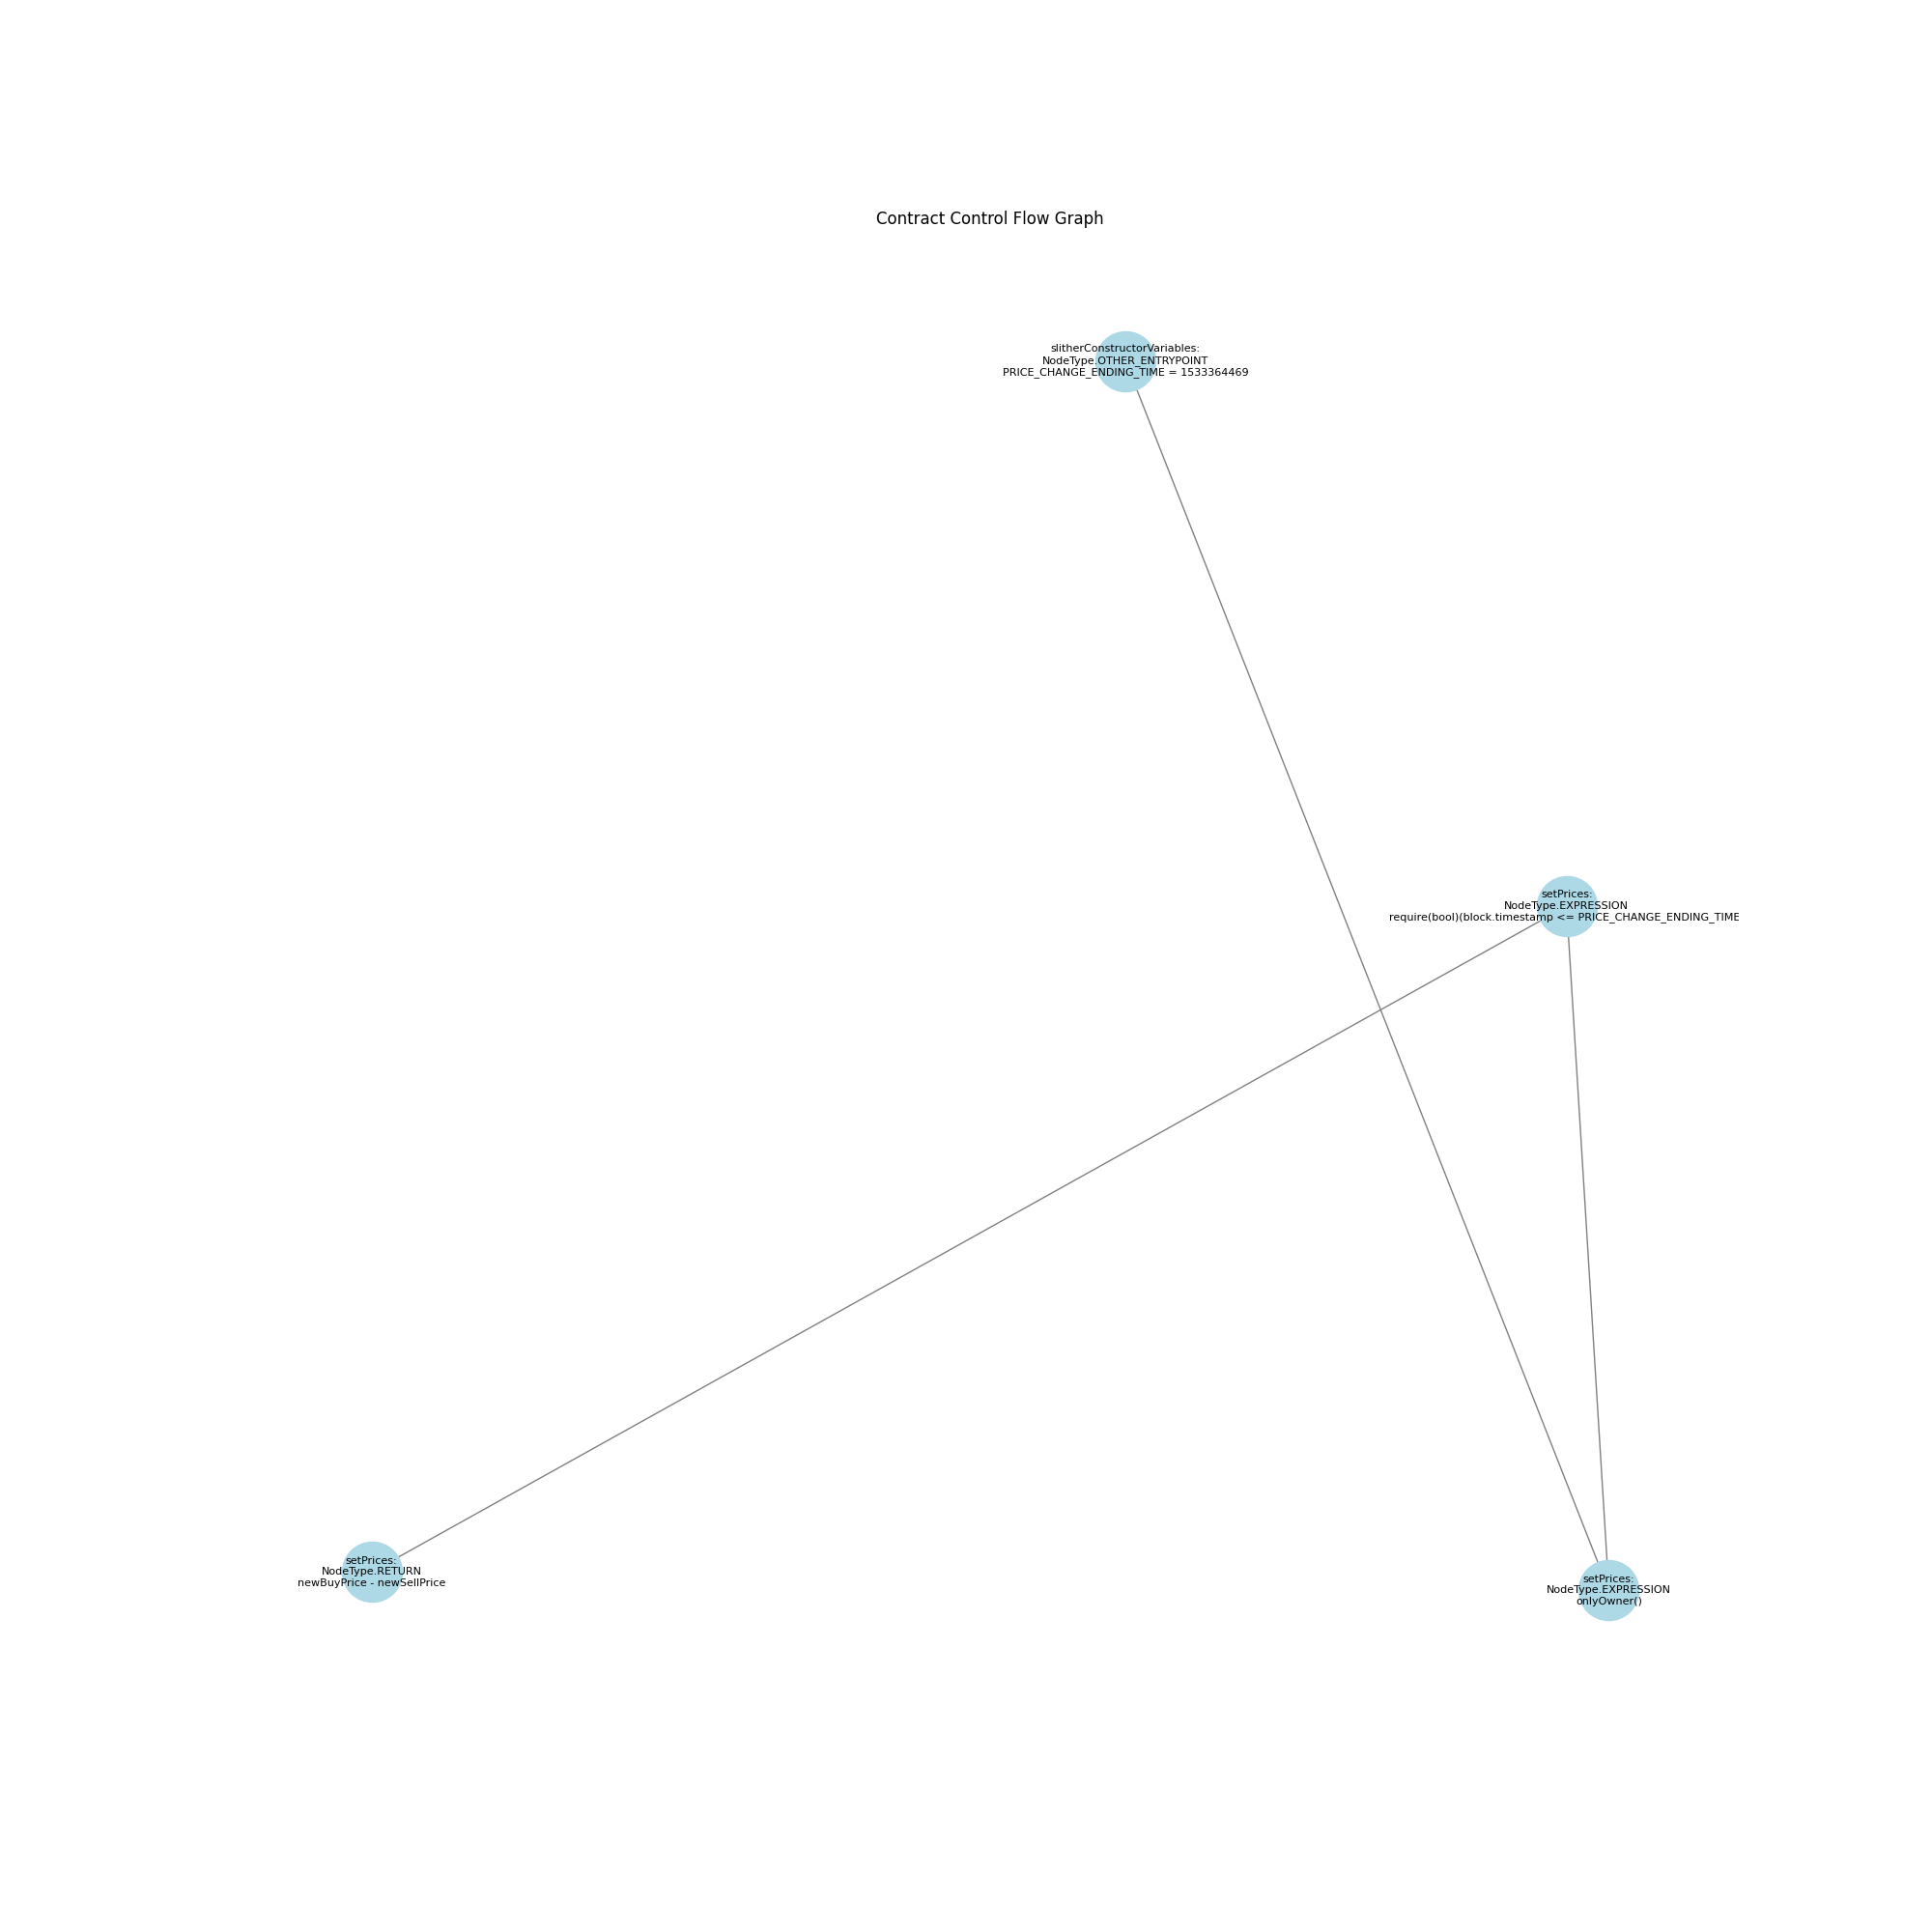 Contract Control Flow Graph
slitherConstructorVariables:
NodeType.OTHER_ENTRYPOINT
PRICE_CHANGE_ENDING_TIME = 1533364469
setPrices:
NodeType.EXPRESSION
require(bool)(block.timestamp <= PRICE_CHANGE_ENDING_TIME
setPrices:
NodeType.RETURN
newBuyPrice - newSellPrice
setPrices:
NodeType.EXPRESSION
onlyOwner()